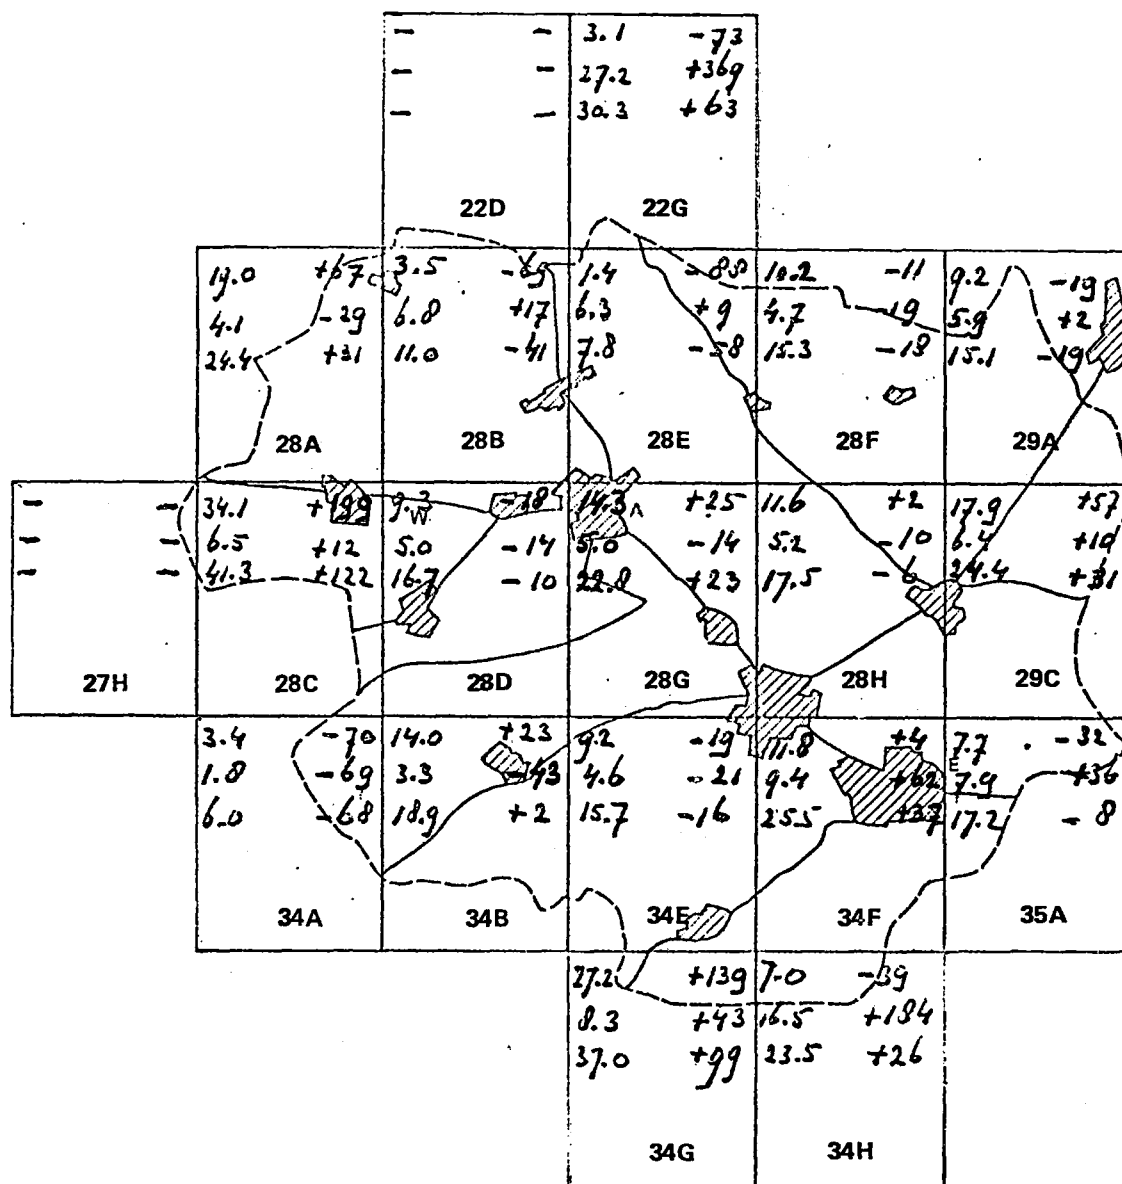 – – 3.1 -73
– – 27.2 +369
– – 30.3 +63
22D 22G
19.0 +67 3.5 -69 1.4 -88 10.2 -11 9.2 -19
4.1 -29 6.8 +17 6.3 +9 4.7 -19 5.9 +2
24.4 +31 11.0 -41 7.8 -58 15.3 -18 15.1 -19
28A 28B 28E 28F 29A
– – 34.1 +199 9.3 -18 14.3 +25 11.6 +2 17.9 +57
– – 6.5 +12 5.0 -14 5.0 -14 5.2 -10 6.4 +10
– – 41.3 +122 16.7 -10 22.8 +23 17.5 -6 24.4 +31
27H 28C 28D 28G 28H 29C
3.4 -70 14.0 +23 9.2 -19 11.8 +4 7.7 -32
1.8 -69 3.3 -43 4.6 -21 9.4 +62 7.9 +36
6.0 -68 18.9 +2 15.7 -16 25.5 +37 17.2 -8
34A 34B 34E 34F 35A
27.2 +139 7.0 -39
8.3 +43 16.5 +184
37.0 +99 23.5 +26
34G 34H